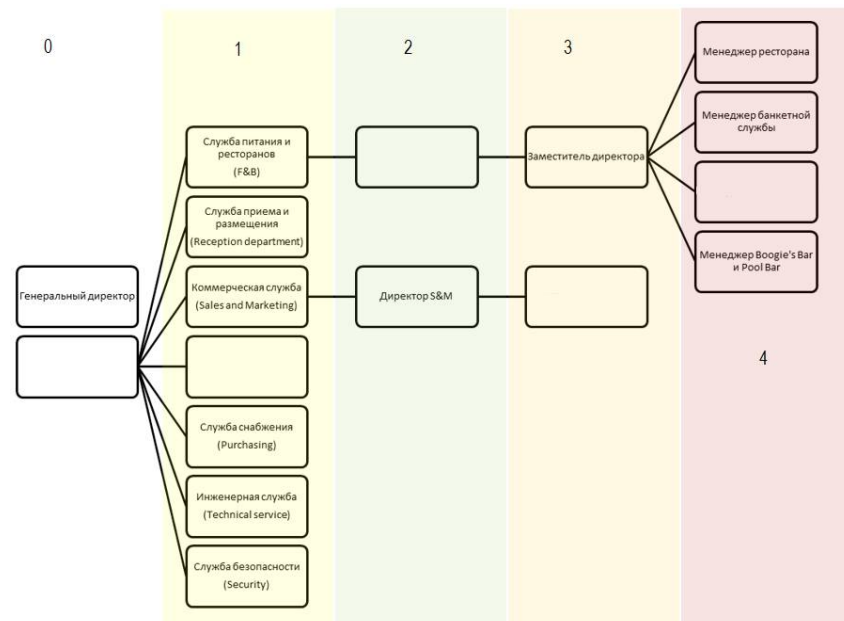 0
1
2
3
4
Генеральный директор
Служба питания и
ресторанов
(F&B)
Служба приема и
размещения
(Reception department)
Коммерческая служба
(Sales and Marketing)
Служба снабжения
(Purchasing)
Инженерная служба
(Technical service)
Служба безопасности
(Security)
Директор S&M
Заместитель директора
Менеджер ресторана
Менеджер банкетной
службы
Менеджер Boogie's Bar
и Pool Bar